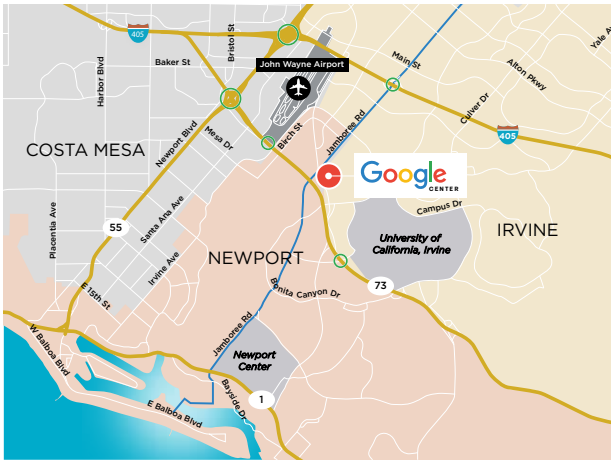 405
Bristol St
Main St
Yale Av
Baker St
John Wayne Airport
Alton Pkwy
Harbor Blvd
Culver Dr
Jamboree Rd
Birch St
405
Newport Blvd
Mesa Dr
COSTA MESA
Google
CENTER
Santa Ana Ave
Campus Dr
Placentia Ave
55
University of
California, Irvine
IRVINE
NEWPORT
Irvine Ave
73
E 15th St
Bonita Canyon Dr
Jamboree Rd
W Balboa Blvd
Newport
Center
Bayside Dr
1
E Balboa Blvd